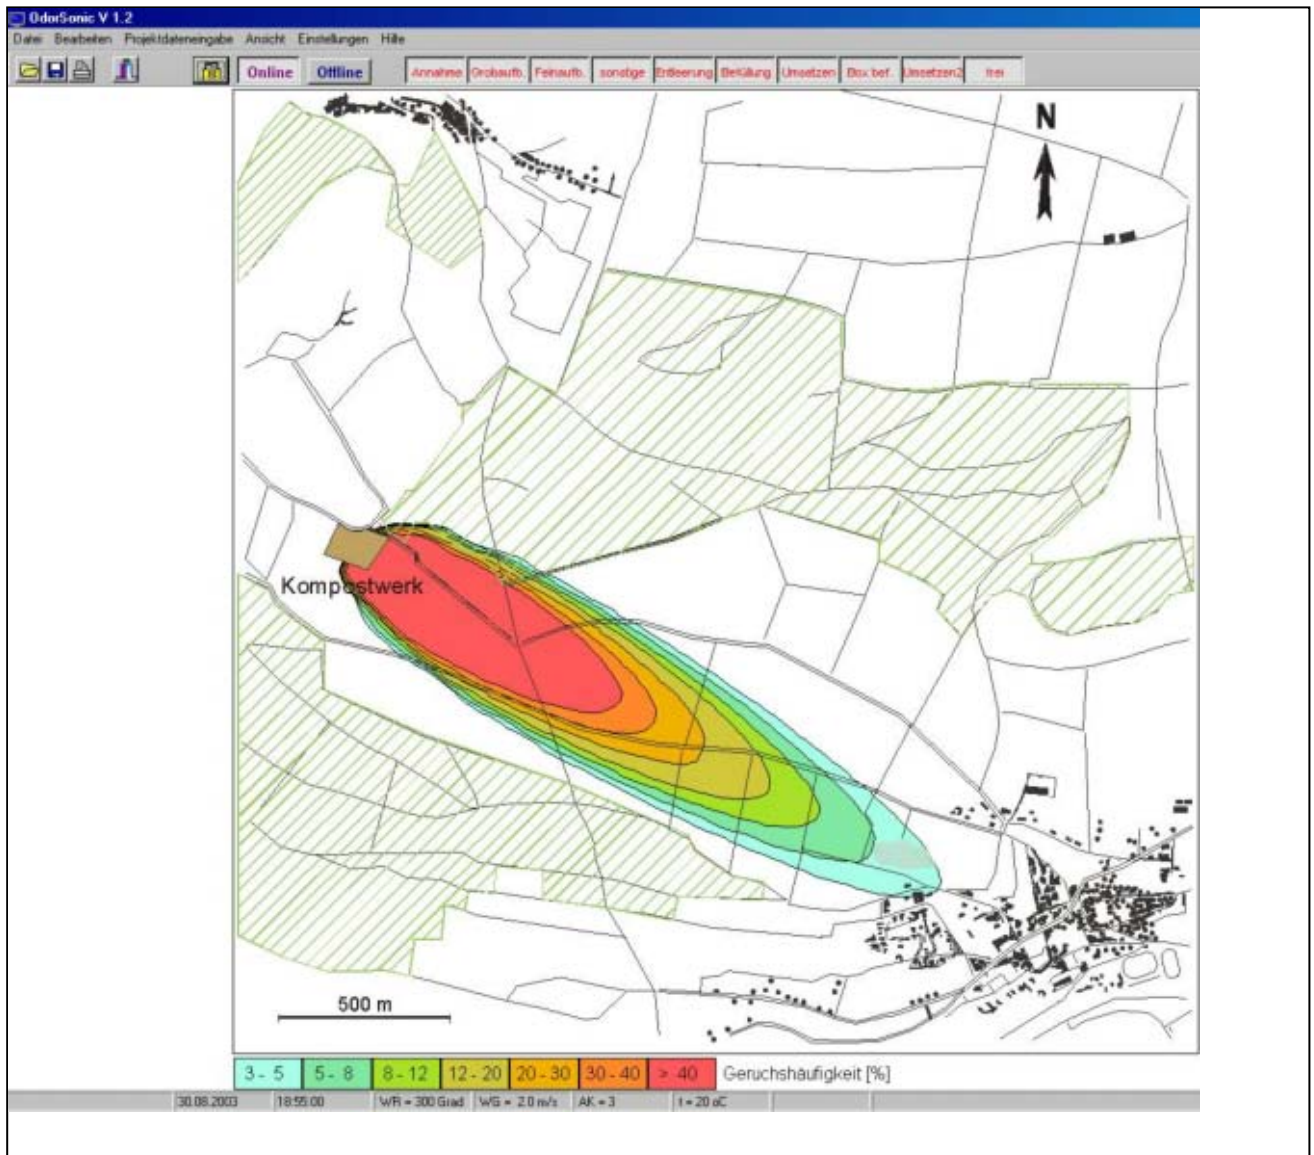 OdorSonic V 1.2
Datei Bearbeiten Projektdateneingabe Ansicht Einstellungen Hilfe
Online Offline Annahme Grobaufb. Feinaufb. sonstige Entleerung Befüllung Umsetzen Box bef. Umsetzen2 frei
N
Kompostwerk
500 m
3 - 5 5 - 8 8 - 12 12 - 20 20 - 30 30 - 40 > 40 Geruchshäufigkeit [%]
30.08.2003 18:55:00 WR = 300 Grad WG = 2.0 m/s AK = 3 t = 20 oC